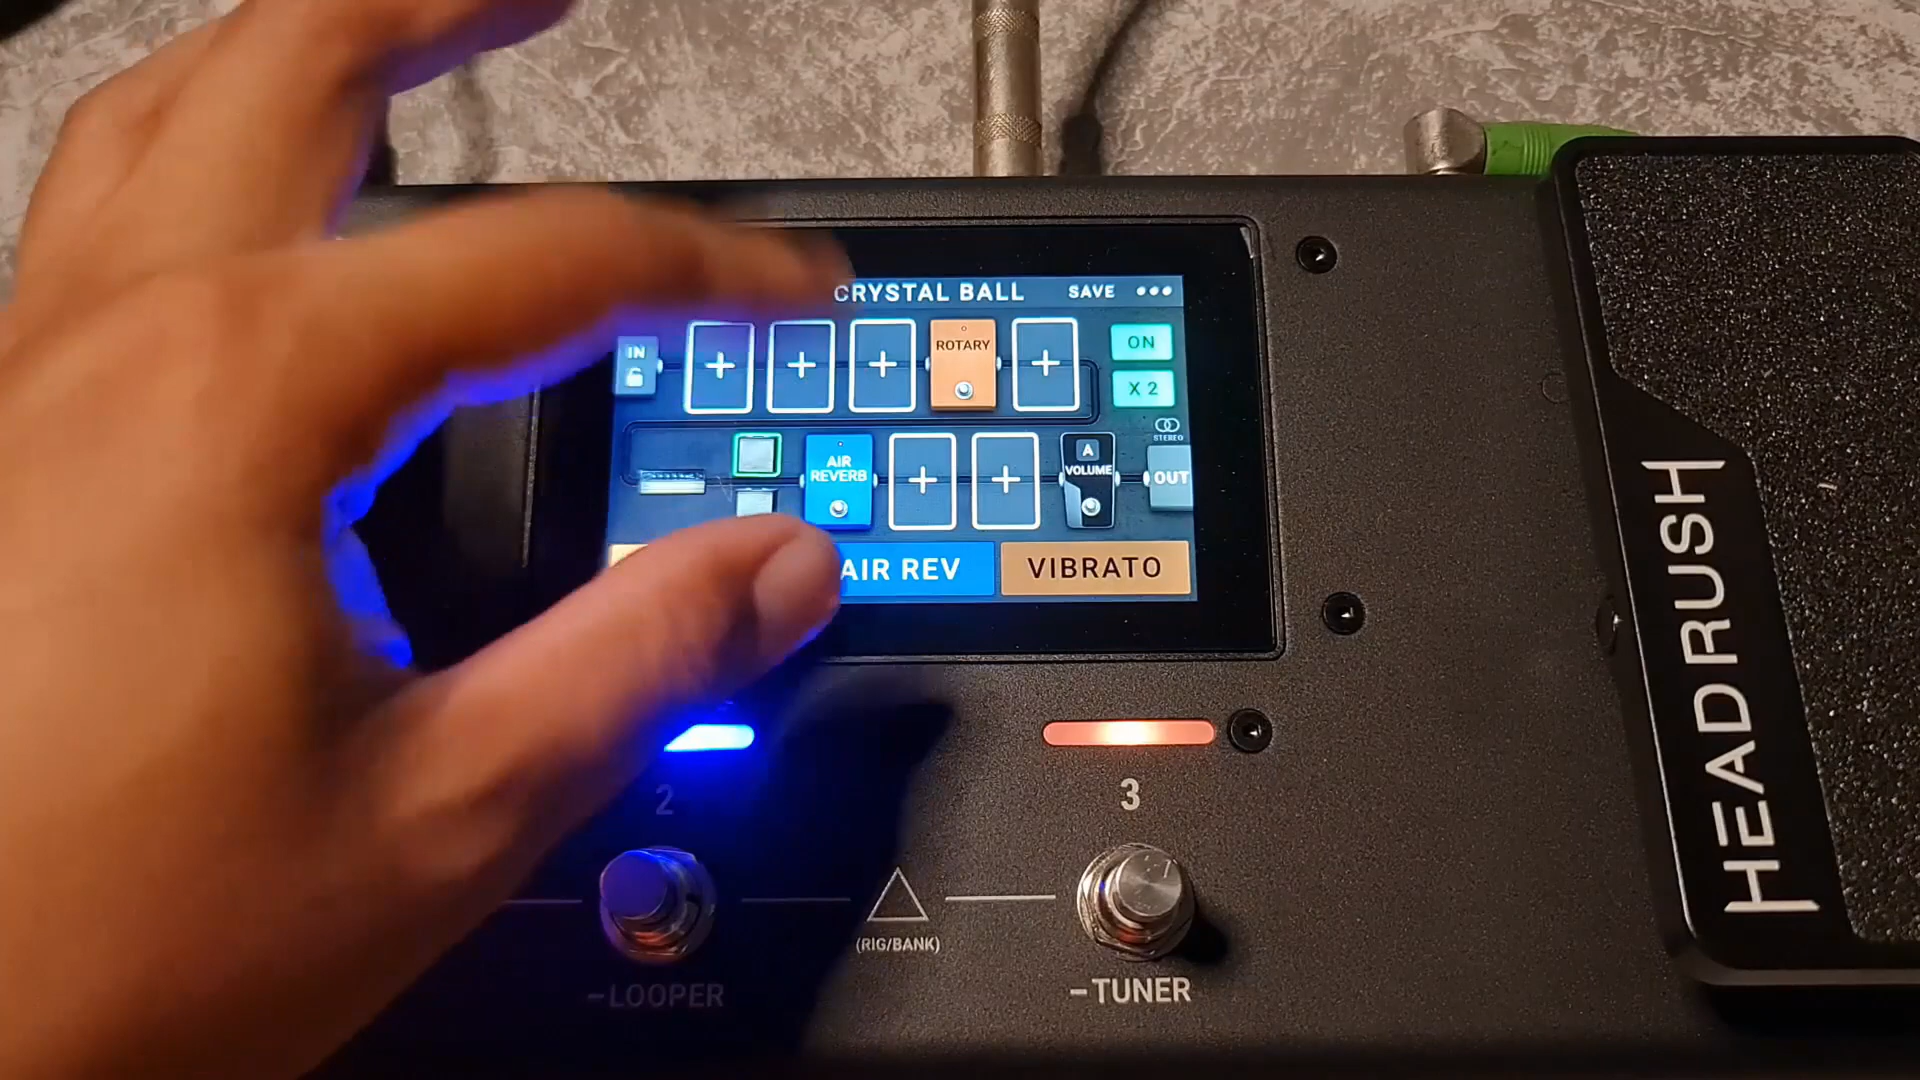 CRYSTAL BALL SAVE
IN
ROTARY
ON
X 2
STEREO
AIR
REVERB
A
VOLUME
OUT
AIR REV
VIBRATO
2
3
(RIG/BANK)
LOOPER
TUNER
HEADRUSH